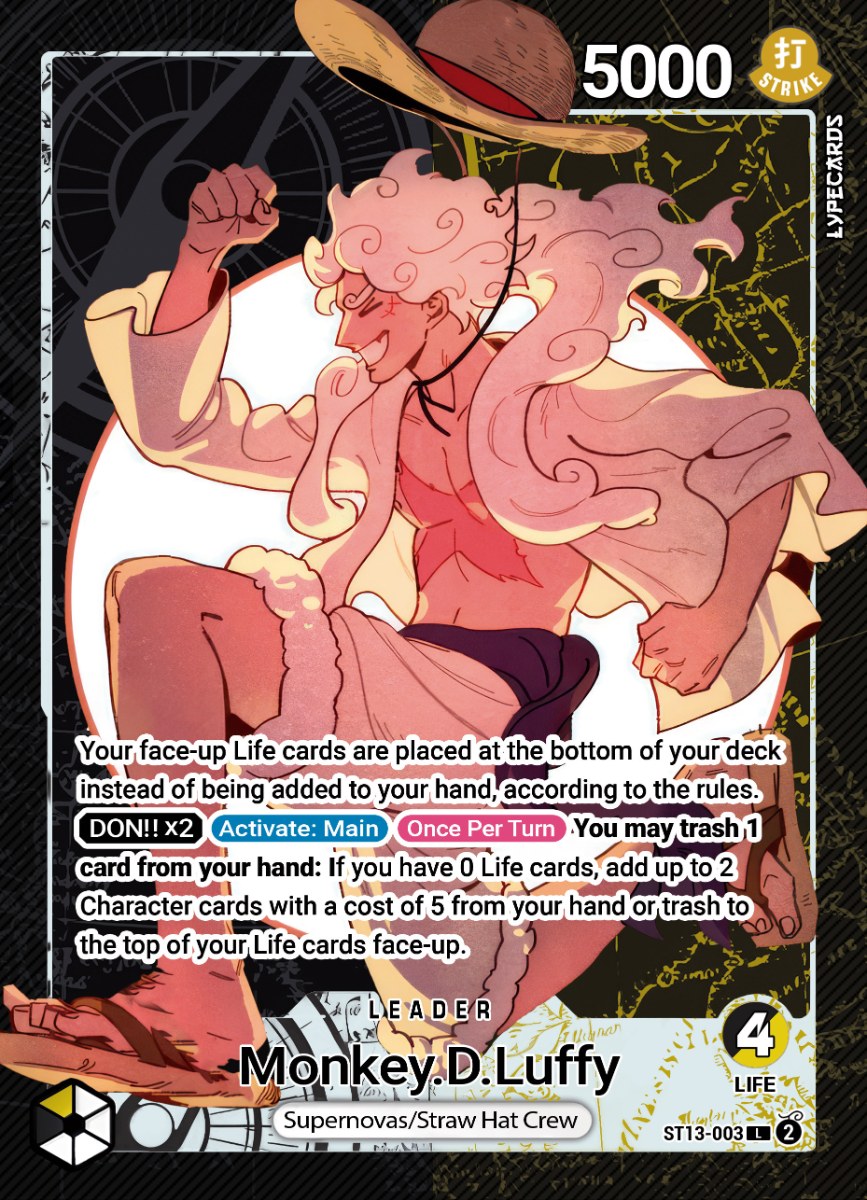 5000
打
STRIKE
LYPECARDS
Your face-up Life cards are placed at the bottom of your deck
instead of being added to your hand, according to the rules.
DON!! x2 Activate: Main Once Per Turn You may trash 1
card from your hand: If you have 0 Life cards, add up to 2
Character cards with a cost of 5 from your hand or trash to
the top of your Life cards face-up.
LEADER
Monkey.D.Luffy
4
LIFE
Supernovas/Straw Hat Crew
ST13-003 L 2